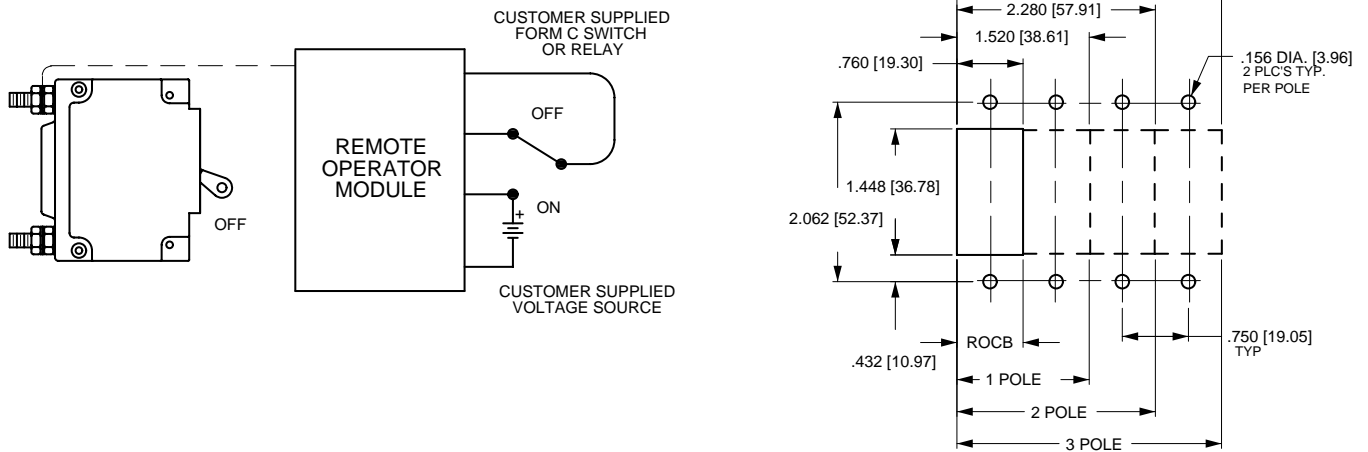 CUSTOMER SUPPLIED
FORM C SWITCH
OR RELAY
OFF
REMOTE
OPERATOR
MODULE
OFF
ON
+
CUSTOMER SUPPLIED
VOLTAGE SOURCE
2.280 [57.91]
1.520 [38.61]
.760 [19.30]
.156 DIA. [3.96]
2 PLC'S TYP.
PER POLE
1.448 [36.78]
2.062 [52.37]
.432 [10.97]
ROCB
.750 [19.05]
TYP
1 POLE
2 POLE
3 POLE